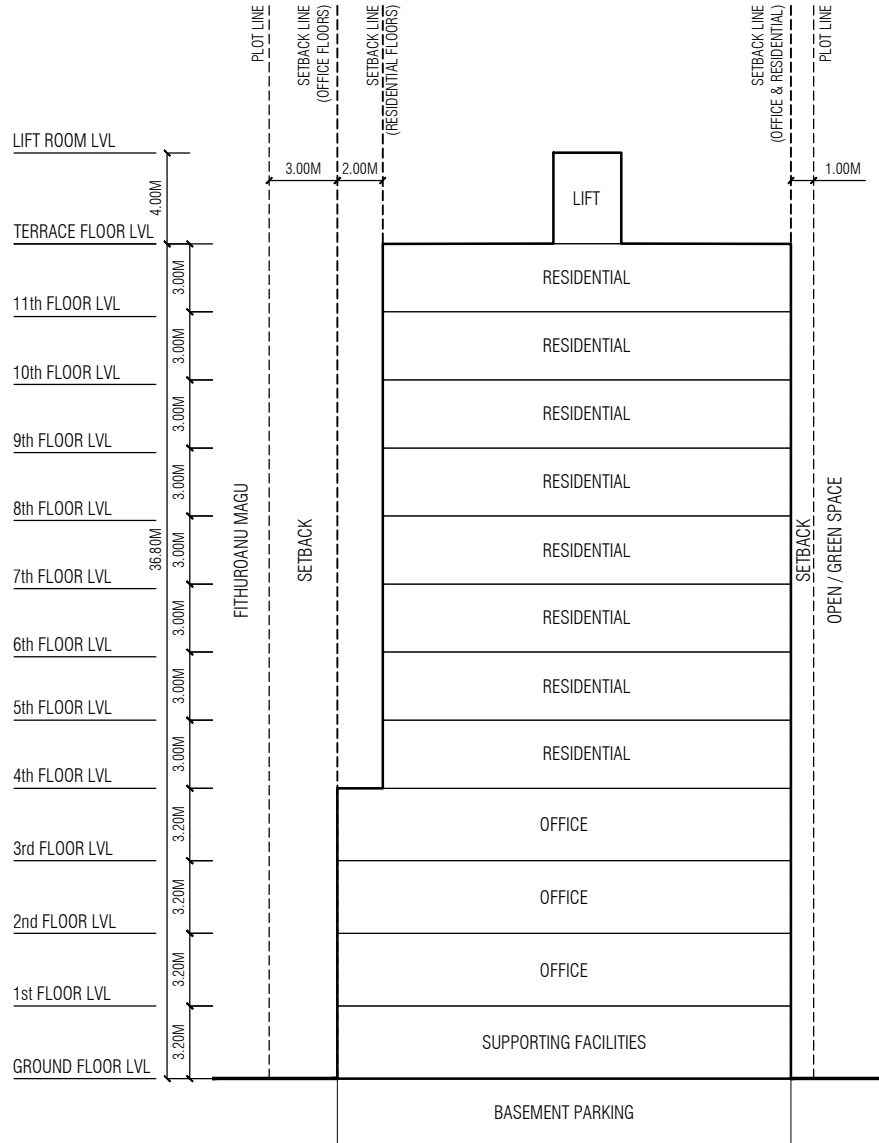 PLOT LINE
SETBACK LINE
(OFFICE FLOORS)
SETBACK LINE
(RESIDENTIAL FLOORS)
SETBACK LINE
(OFFICE & RESIDENTIAL)
PLOT LINE
LIFT ROOM LVL
3.00M
2.00M
1.00M
4.00M
LIFT
TERRACE FLOOR LVL
3.00M
RESIDENTIAL
11th FLOOR LVL
3.00M
RESIDENTIAL
10th FLOOR LVL
3.00M
RESIDENTIAL
9th FLOOR LVL
3.00M
RESIDENTIAL
8th FLOOR LVL
36.80M
3.00M
FITHUROANU MAGU
SETBACK
RESIDENTIAL
SETBACK
OPEN / GREEN SPACE
7th FLOOR LVL
3.00M
RESIDENTIAL
6th FLOOR LVL
3.00M
RESIDENTIAL
5th FLOOR LVL
3.00M
RESIDENTIAL
4th FLOOR LVL
3.20M
OFFICE
3rd FLOOR LVL
3.20M
OFFICE
2nd FLOOR LVL
3.20M
OFFICE
1st FLOOR LVL
3.20M
SUPPORTING FACILITIES
GROUND FLOOR LVL
BASEMENT PARKING